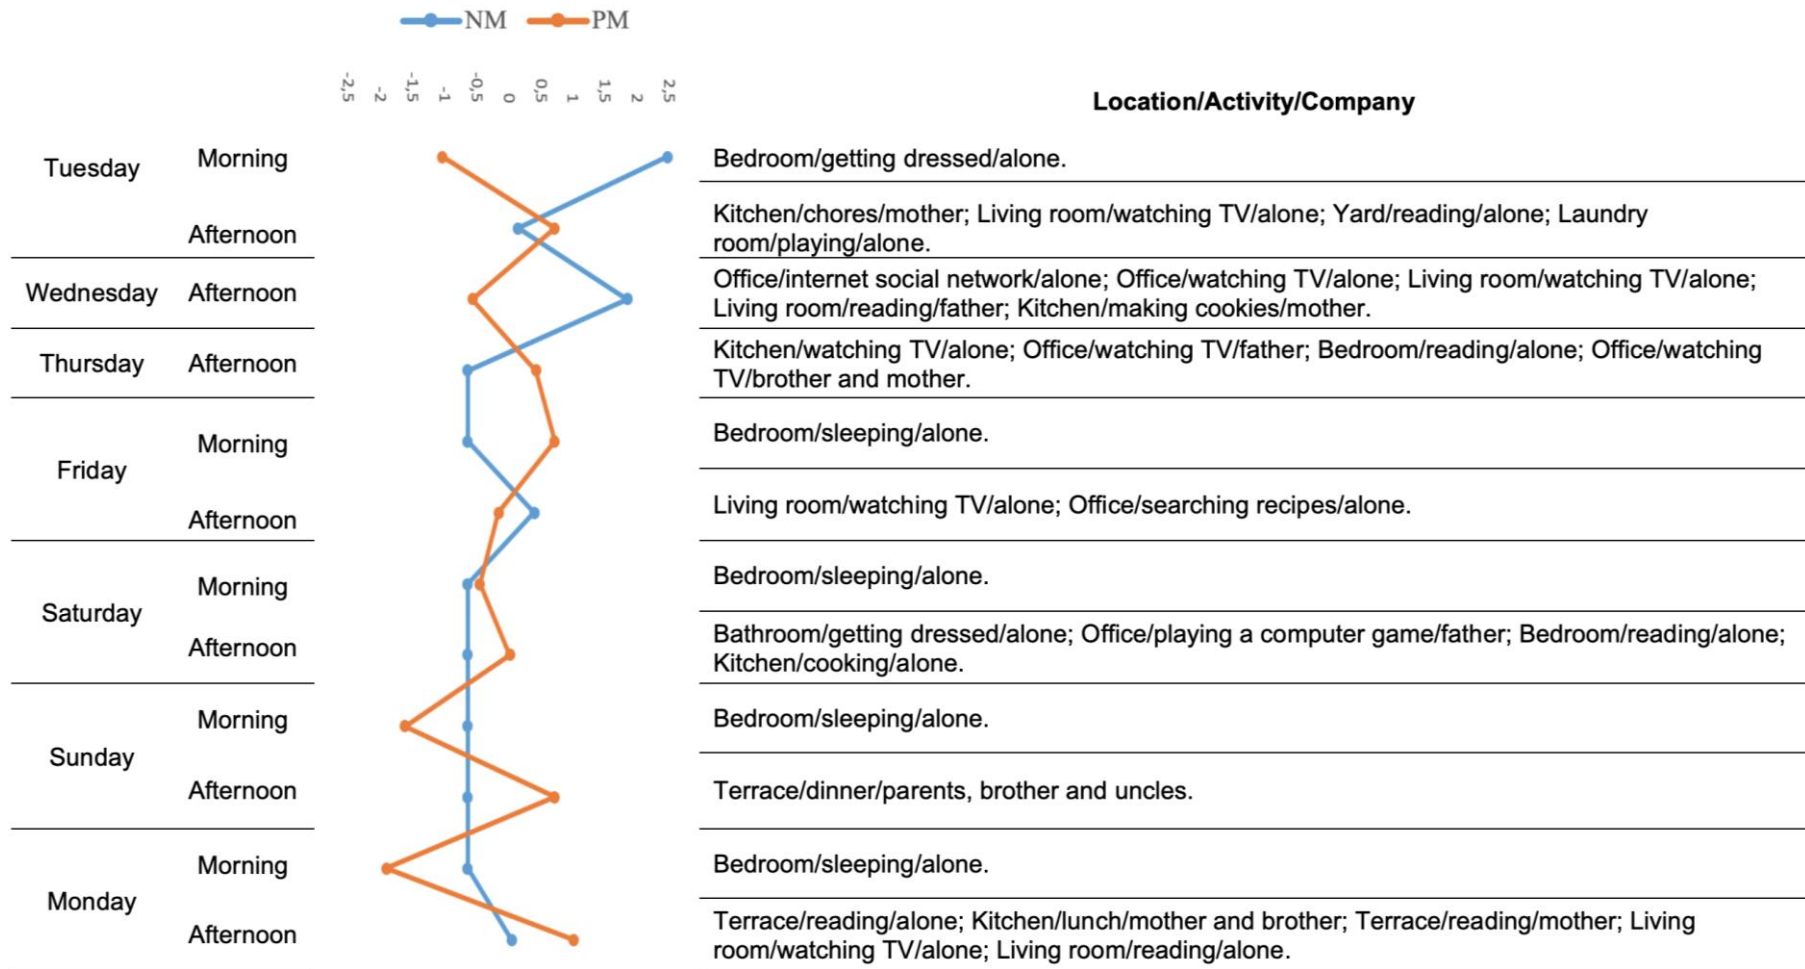 NM PM
-2,5 -2 -1,5 -1 -0,5 0 0,5 1 1,5 2 2,5
Location/Activity/Company
Tuesday
Morning
Bedroom/getting dressed/alone.
Afternoon
Kitchen/chores/mother; Living room/watching TV/alone; Yard/reading/alone; Laundry
room/playing/alone.
Wednesday
Afternoon
Office/internet social network/alone; Office/watching TV/alone; Living room/watching TV/alone;
Living room/reading/father; Kitchen/making cookies/mother.
Thursday
Afternoon
Kitchen/watching TV/alone; Office/watching TV/father; Bedroom/reading/alone; Office/watching
TV/brother and mother.
Friday
Morning
Bedroom/sleeping/alone.
Afternoon
Living room/watching TV/alone; Office/searching recipes/alone.
Saturday
Morning
Bedroom/sleeping/alone.
Afternoon
Bathroom/getting dressed/alone; Office/playing a computer game/father; Bedroom/reading/alone;
Kitchen/cooking/alone.
Sunday
Morning
Bedroom/sleeping/alone.
Afternoon
Terrace/dinner/parents, brother and uncles.
Monday
Morning
Bedroom/sleeping/alone.
Afternoon
Terrace/reading/alone; Kitchen/lunch/mother and brother; Terrace/reading/mother; Living
room/watching TV/alone; Living room/reading/alone.